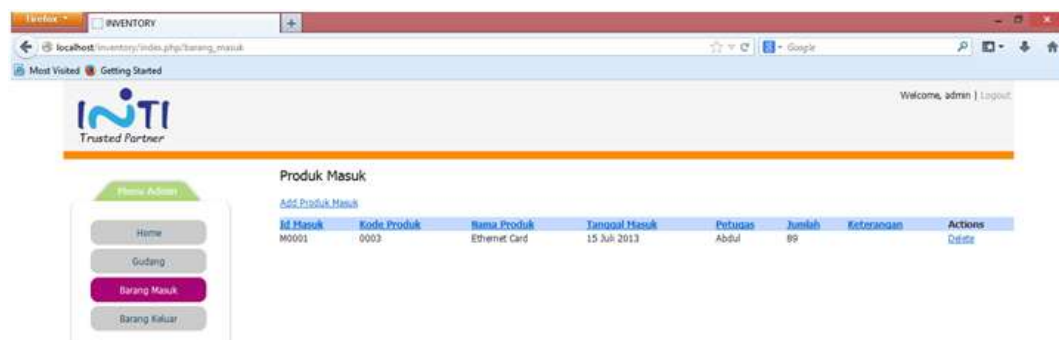 Firefox
INVENTORY
localhost/inventory/index.php/barang_masuk
Google
Most Visited Getting Started
INTI
Trusted Partner
Welcome, admin | Logout
Menu Admin
Home
Gudang
Barang Masuk
Barang Keluar
Produk Masuk
Add Produk Masuk
Id Masuk Kode Produk Nama Produk Tanggal Masuk Petugas Jumlah Keterangan Actions
M0001 0003 Ethernet Card 15 Juli 2013 Abdul 89 Delete